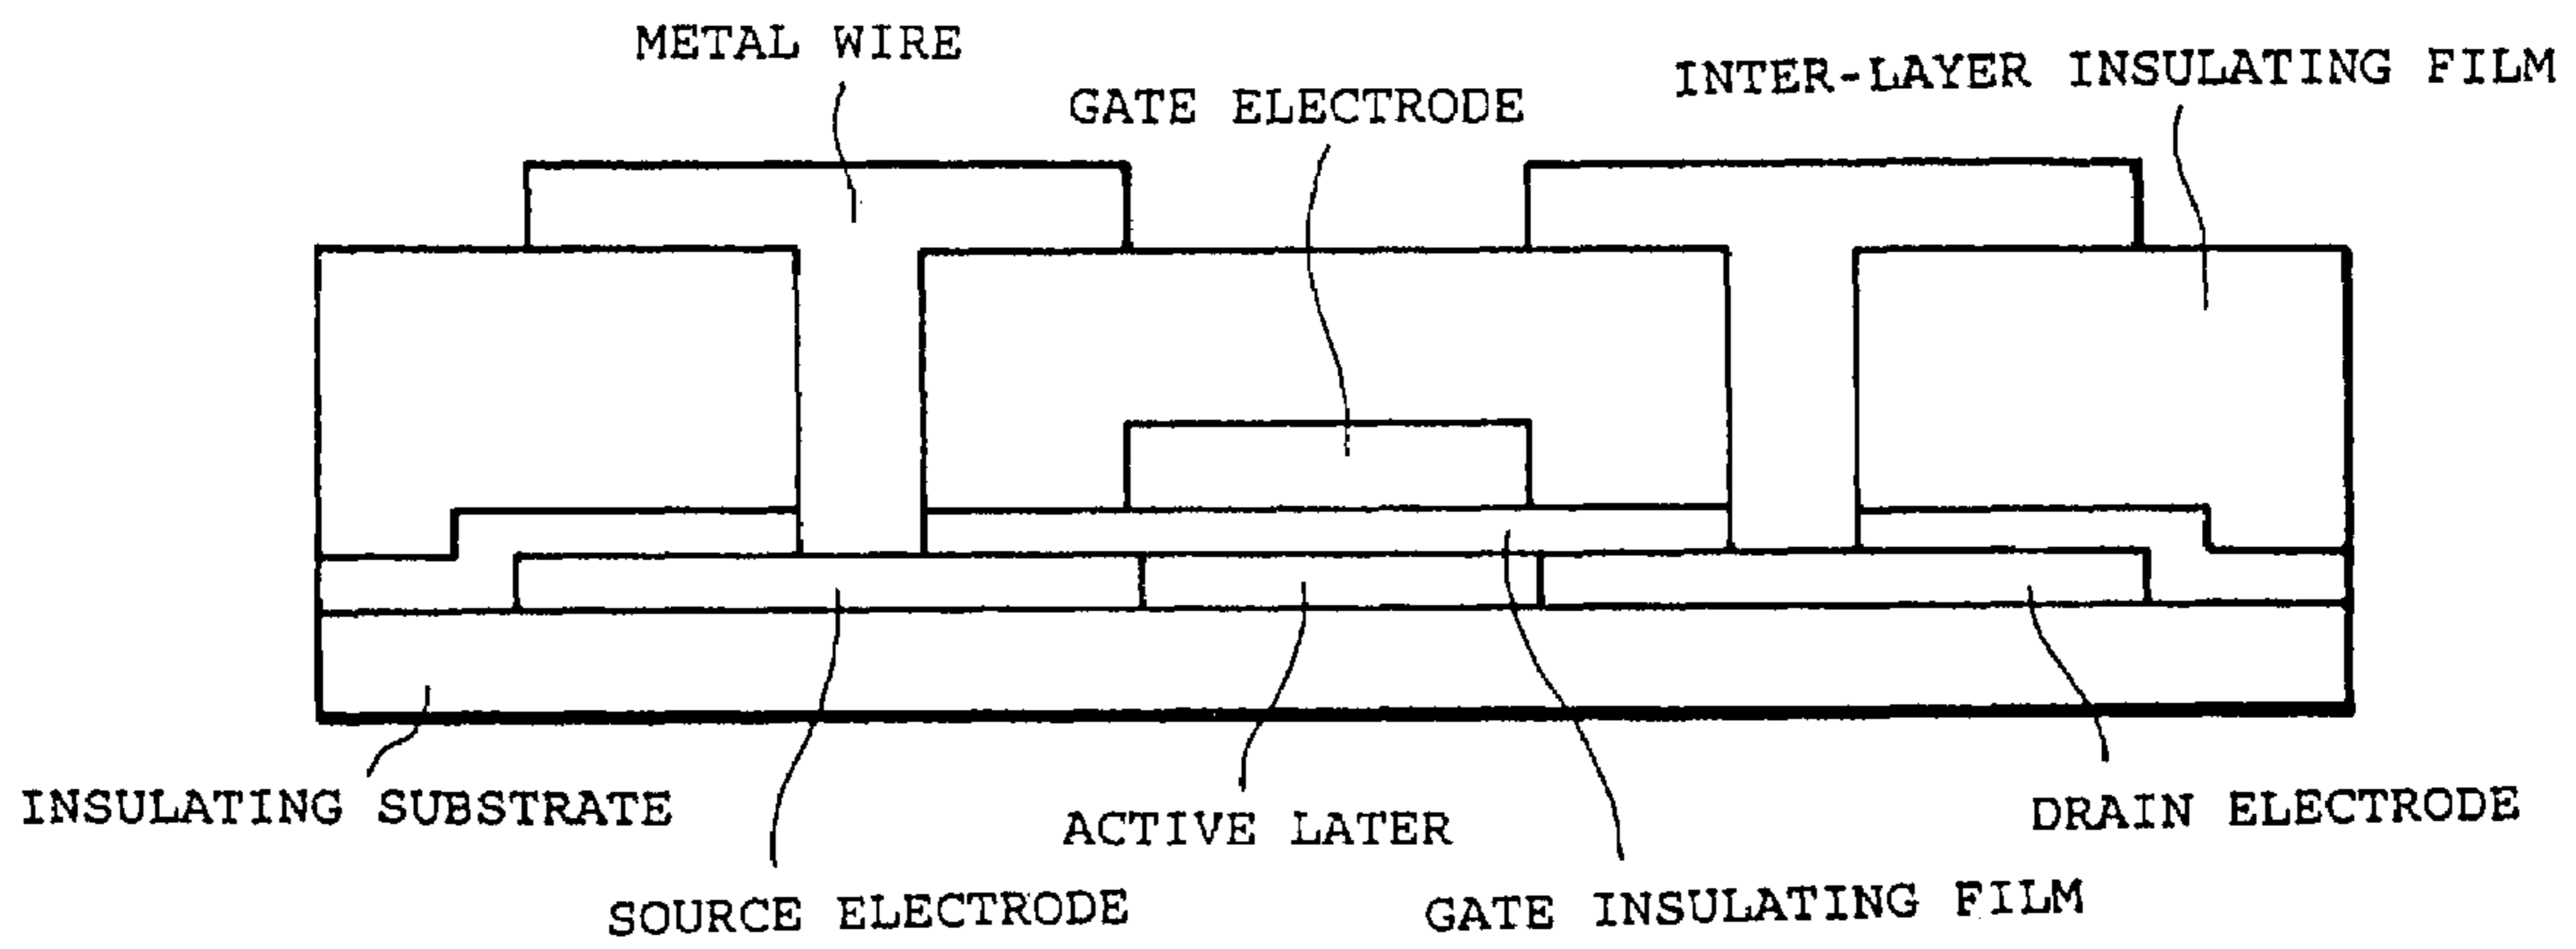 METAL WIRE
INTER-LAYER INSULATING FILM
GATE ELECTRODE
INSULATING SUBSTRATE
ACTIVE LATER
DRAIN ELECTRODE
SOURCE ELECTRODE
GATE INSULATING FILM